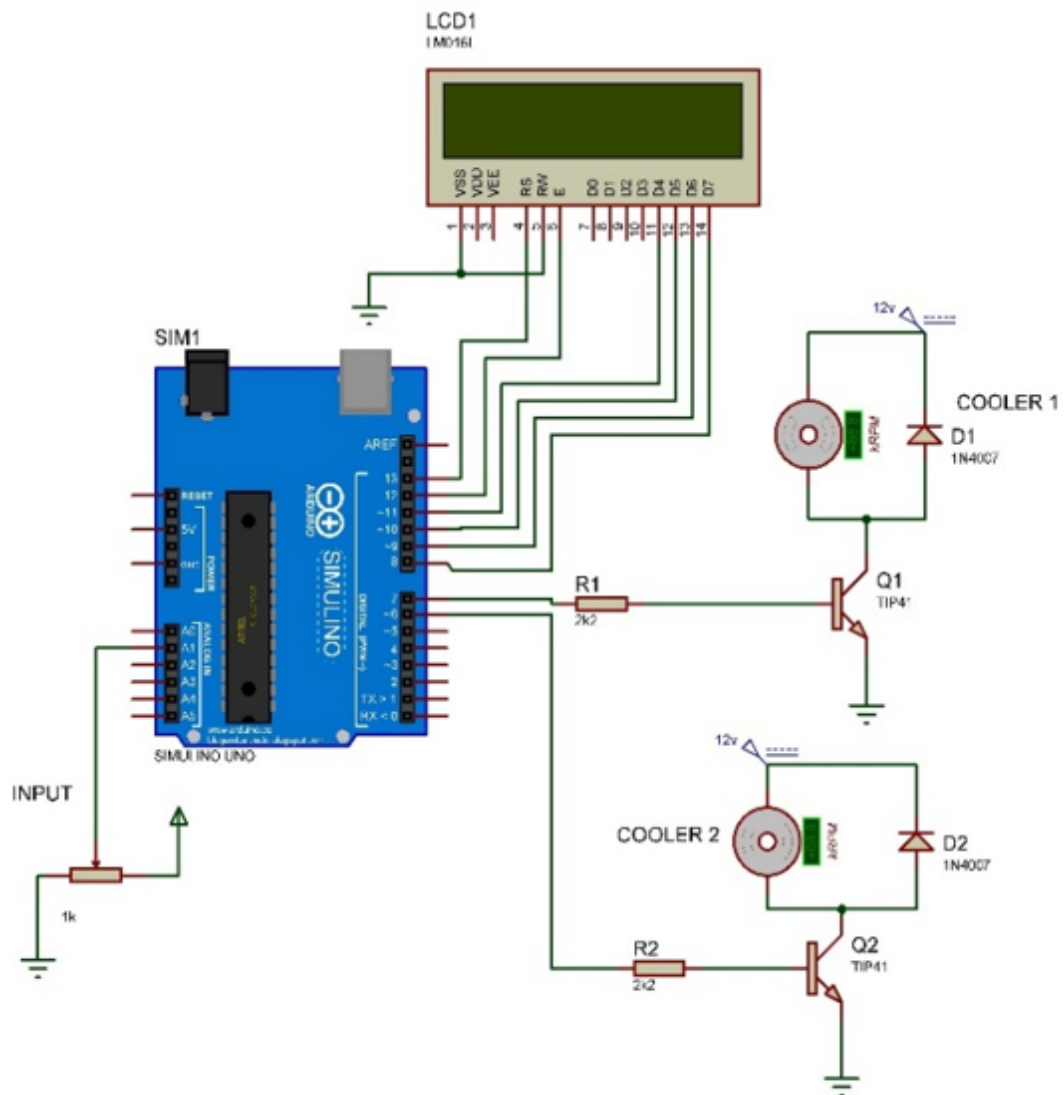 LCD1
VSS
VDD
VEE
RS
RW
E
D0
D1
D2
D3
D4
D5
D6
D7
1
2
3
4
5
6
7
8
9
10
11
12
13
14
SIM1
12v
COOLER 1
kRPM
D1
1N4007
AREF
13
12
~11
~10
~9
8
RESET
5V
POWER
ARDUINO
SIMULINO
DIGITAL (PWM~)
7
~6
~5
4
~3
2
TX > 1
RX < 0
A0
A1
A2
A3
A4
A5
ANALOG IN
SIMULINO UNO
R1
2k2
Q1
TIP41
INPUT
1k
12v
COOLER 2
D2
1N4007
R2
2k2
Q2
TIP41